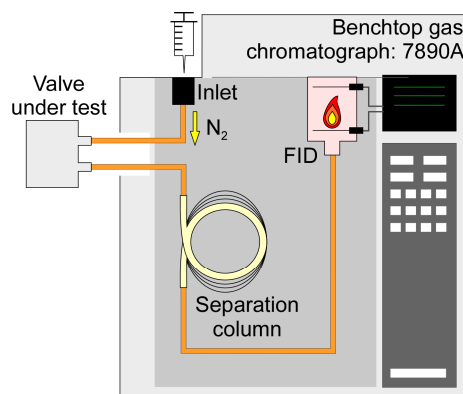 Benchtop gas
chromatograph: 7890A
Valve
under test
Inlet
N₂
FID
Separation
column